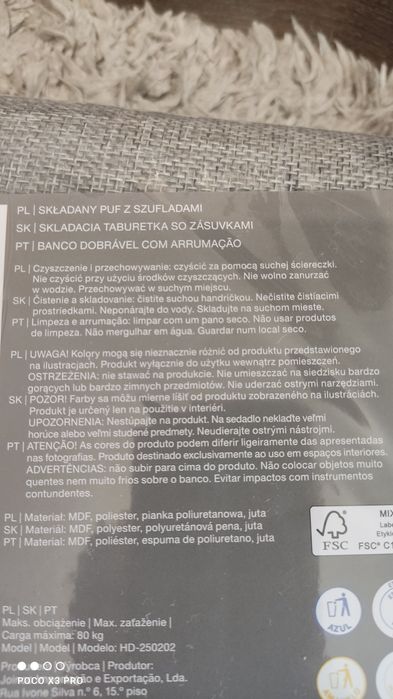 PL | SKŁADANY PUF Z SZUFLADAMI
SK | SKLADACIA TABURETKA SO ZÁSUVKAMI
PT | BANCO DOBRÁVEL COM ARRUMAÇÃO
PL | Czyszczenie i przechowywanie: czyścić za pomocą suchej ściereczki.
Nie czyścić przy użyciu środków czyszczących. Nie wolno zanurzać
w wodzie. Przechowywać w suchym miejscu.
SK | Čistenie a skladovanie: čistite suchou handričkou. Nečistite čistiacimi
prostriedkami. Neponárajte do vody. Skladujte na suchom mieste.
PT | Limpeza e arrumação: limpar com um pano seco. Não usar produtos
de limpeza. Não mergulhar em água. Guardar num local seco.
PL | UWAGA! Kolory mogą się nieznacznie różnić od produktu przedstawionego
na ilustracjach. Produkt wyłącznie do użytku wewnątrz pomieszczeń.
OSTRZEŻENIA: nie stawać na produkcie. Nie umieszczać na siedzisku bardzo
gorących lub bardzo zimnych przedmiotów. Nie uderzać ostrymi narzędziami.
SK | POZOR! Farby sa môžu mierne líšiť od produktu zobrazeného na ilustráciách.
Produkt je určený len na použitie v interiéri.
UPOZORNENIA: Nestúpajte na produkt. Na sedadlo neklaďte veľmi
horúce alebo veľmi studené predmety. Neudierajte ostrými nástrojmi.
PT | ATENÇÃO! As cores do produto podem diferir ligeiramente das apresentadas
nas fotografias. Produto destinado exclusivamente ao uso em espaços interiores.
ADVERTÊNCIAS: não subir para cima do produto. Não colocar objetos muito
quentes nem muito frios sobre o banco. Evitar impactos com instrumentos
contundentes.
PL | Materiał: MDF, poliester, pianka poliuretanowa, juta
SK | Materiál: MDF, polyester, polyuretánová pena, juta
PT | Material: MDF, poliéster, espuma de poliuretano, juta
FSC
MIX
FSC® C1
PL | SK | PT
Maks. obciążenie | Max. zaťaženie |
Carga máxima: 80 kg
Model | Model | Modelo: HD-250202
AZUL
Výrobca | Produtor:
e Exportação, Lda.
Rua Ivone Silva n.º 6, 15.º piso
POCO X3 PRO